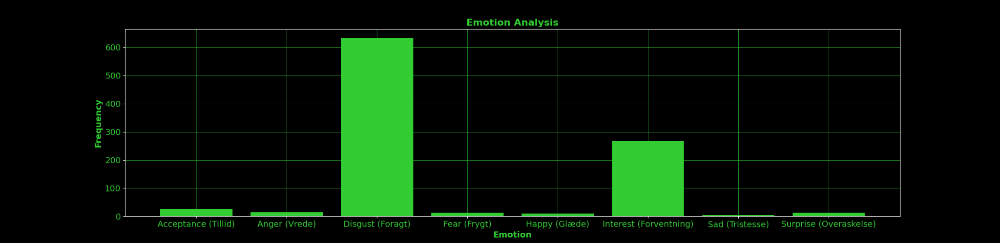 Emotion Analysis
Frequency
600
500
400
300
200
100
0
Acceptance (Tillid) Anger (Vrede) Disgust (Foragt) Fear (Frygt) Happy (Glæde) Interest (Forventning) Sad (Tristesse) Surprise (Overaskelse)
Emotion